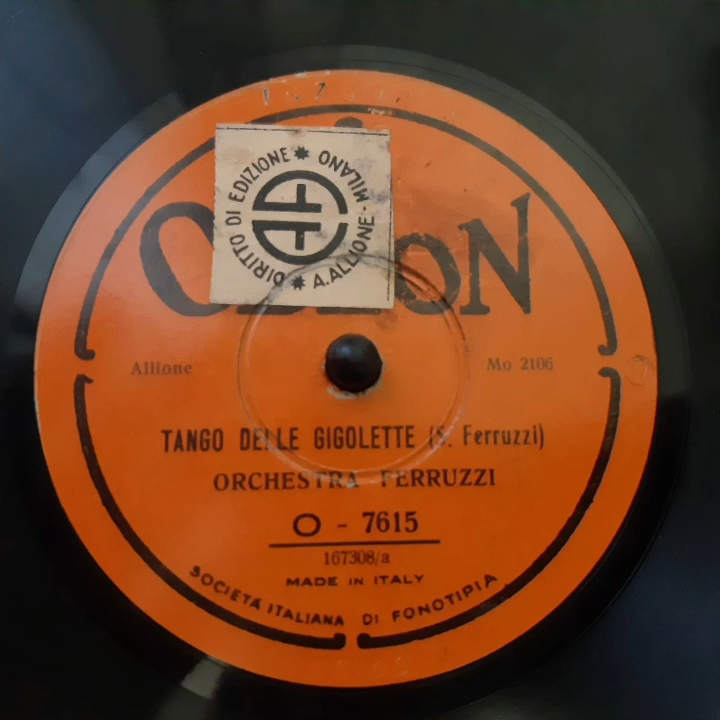 DIRITTO DI EDIZIONE
A. ALLIONE - MILANO
Allione
Mo 2106
TANGO DELLE GIGOLETTE (S. Ferruzzi)
ORCHESTRA FERRUZZI
O - 7615
167308/a
MADE IN ITALY
SOCIETÀ ITALIANA DI FONOTIPIA